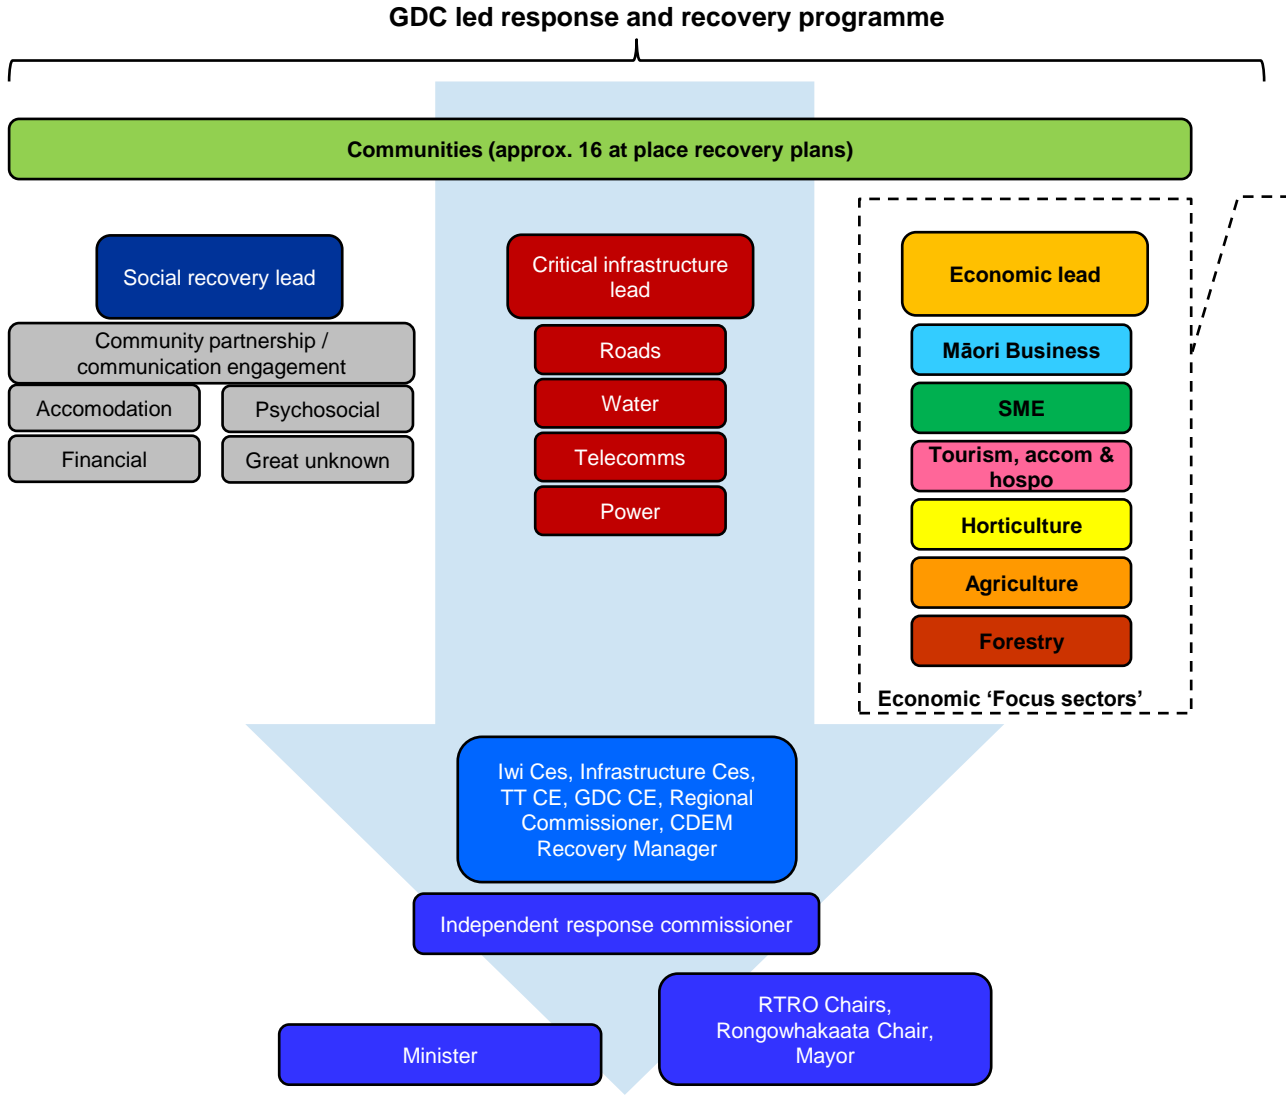 GDC led response and recovery programme
Communities (approx. 16 at place recovery plans)
Social recovery lead
Community partnership /
communication engagement
Accomodation
Psychosocial
Financial
Great unknown
Critical infrastructure
lead
Roads
Water
Telecomms
Power
Economic lead
Māori Business
SME
Tourism, accom &
hospo
Horticulture
Agriculture
Forestry
Economic ‘Focus sectors’
Iwi Ces, Infrastructure Ces,
TT CE, GDC CE, Regional
Commissioner, CDEM
Recovery Manager
Independent response commissioner
Minister
RTRO Chairs,
Rongowhakaata Chair,
Mayor